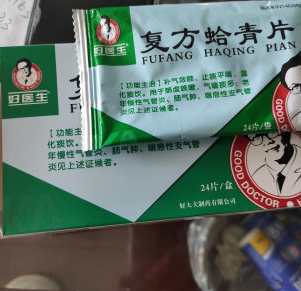 好医生
复方蛤青片
FUFANG HAQING PIAN
【功能主治】补气敛肺，止咳平喘，温
化痰饮。用于肺虚咳嗽，气喘痰多，老
年慢性气管炎、肺气肿、喘息性支气管
炎见上述证候者。
24片/袋
好医生
复方
FUFANG
【功能主治】
化痰饮。
年慢性气管炎、肺气肿、喘息性支气管
炎见上述证候者。
24片/盒
好大夫制药有限公司
GOOD DOCTOR